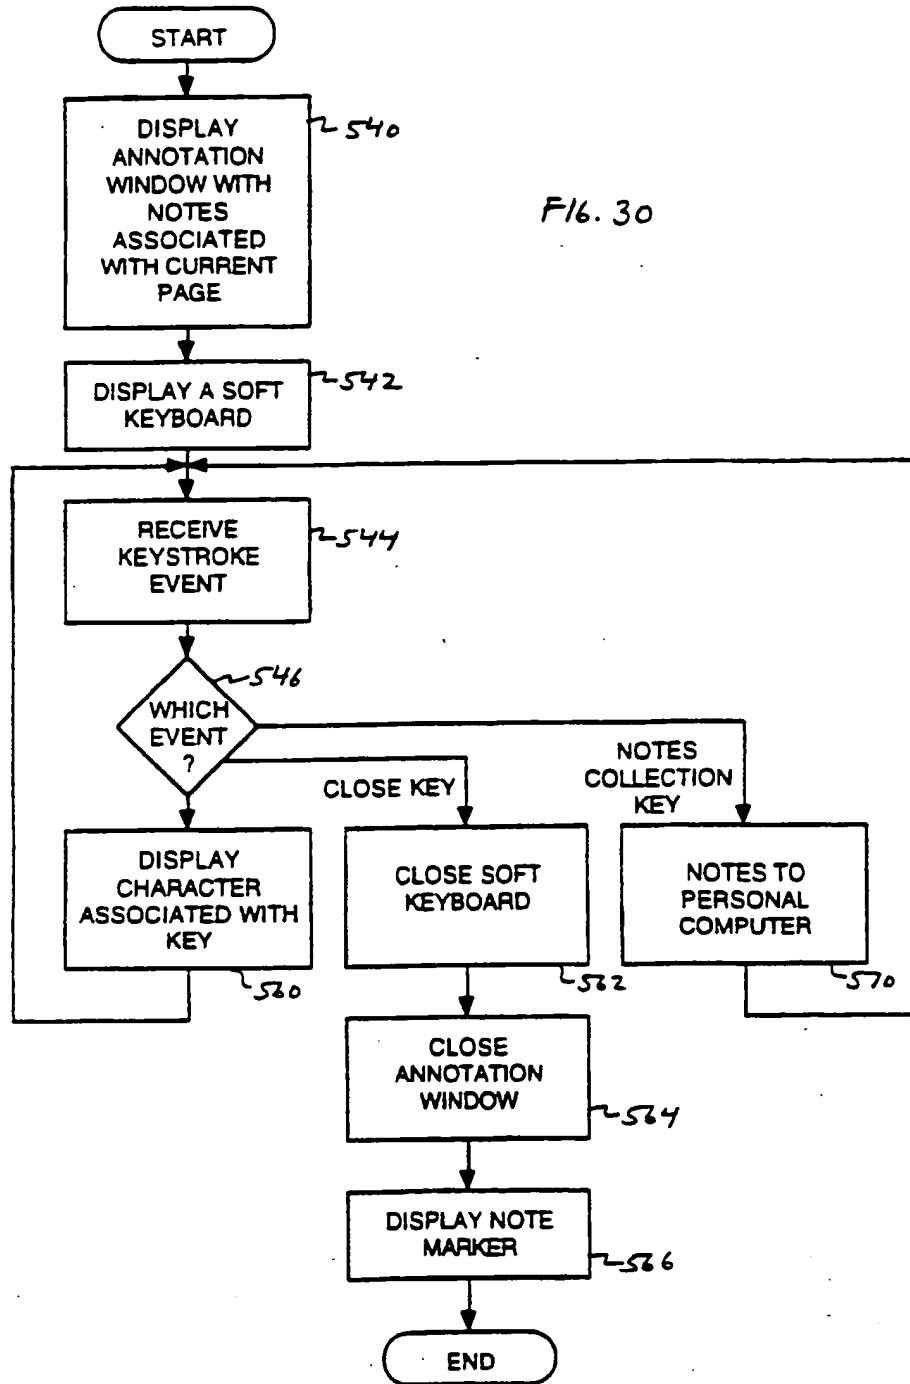 START
DISPLAY
ANNOTATION
WINDOW WITH
NOTES
ASSOCIATED
WITH CURRENT
PAGE
540
FIG. 30
DISPLAY A SOFT
KEYBOARD
542
RECEIVE
KEYSTROKE
EVENT
544
WHICH
EVENT
?
546
CLOSE KEY
NOTES
COLLECTION
KEY
DISPLAY
CHARACTER
ASSOCIATED WITH
KEY
560
CLOSE SOFT
KEYBOARD
562
NOTES TO
PERSONAL
COMPUTER
570
CLOSE
ANNOTATION
WINDOW
564
DISPLAY NOTE
MARKER
566
END